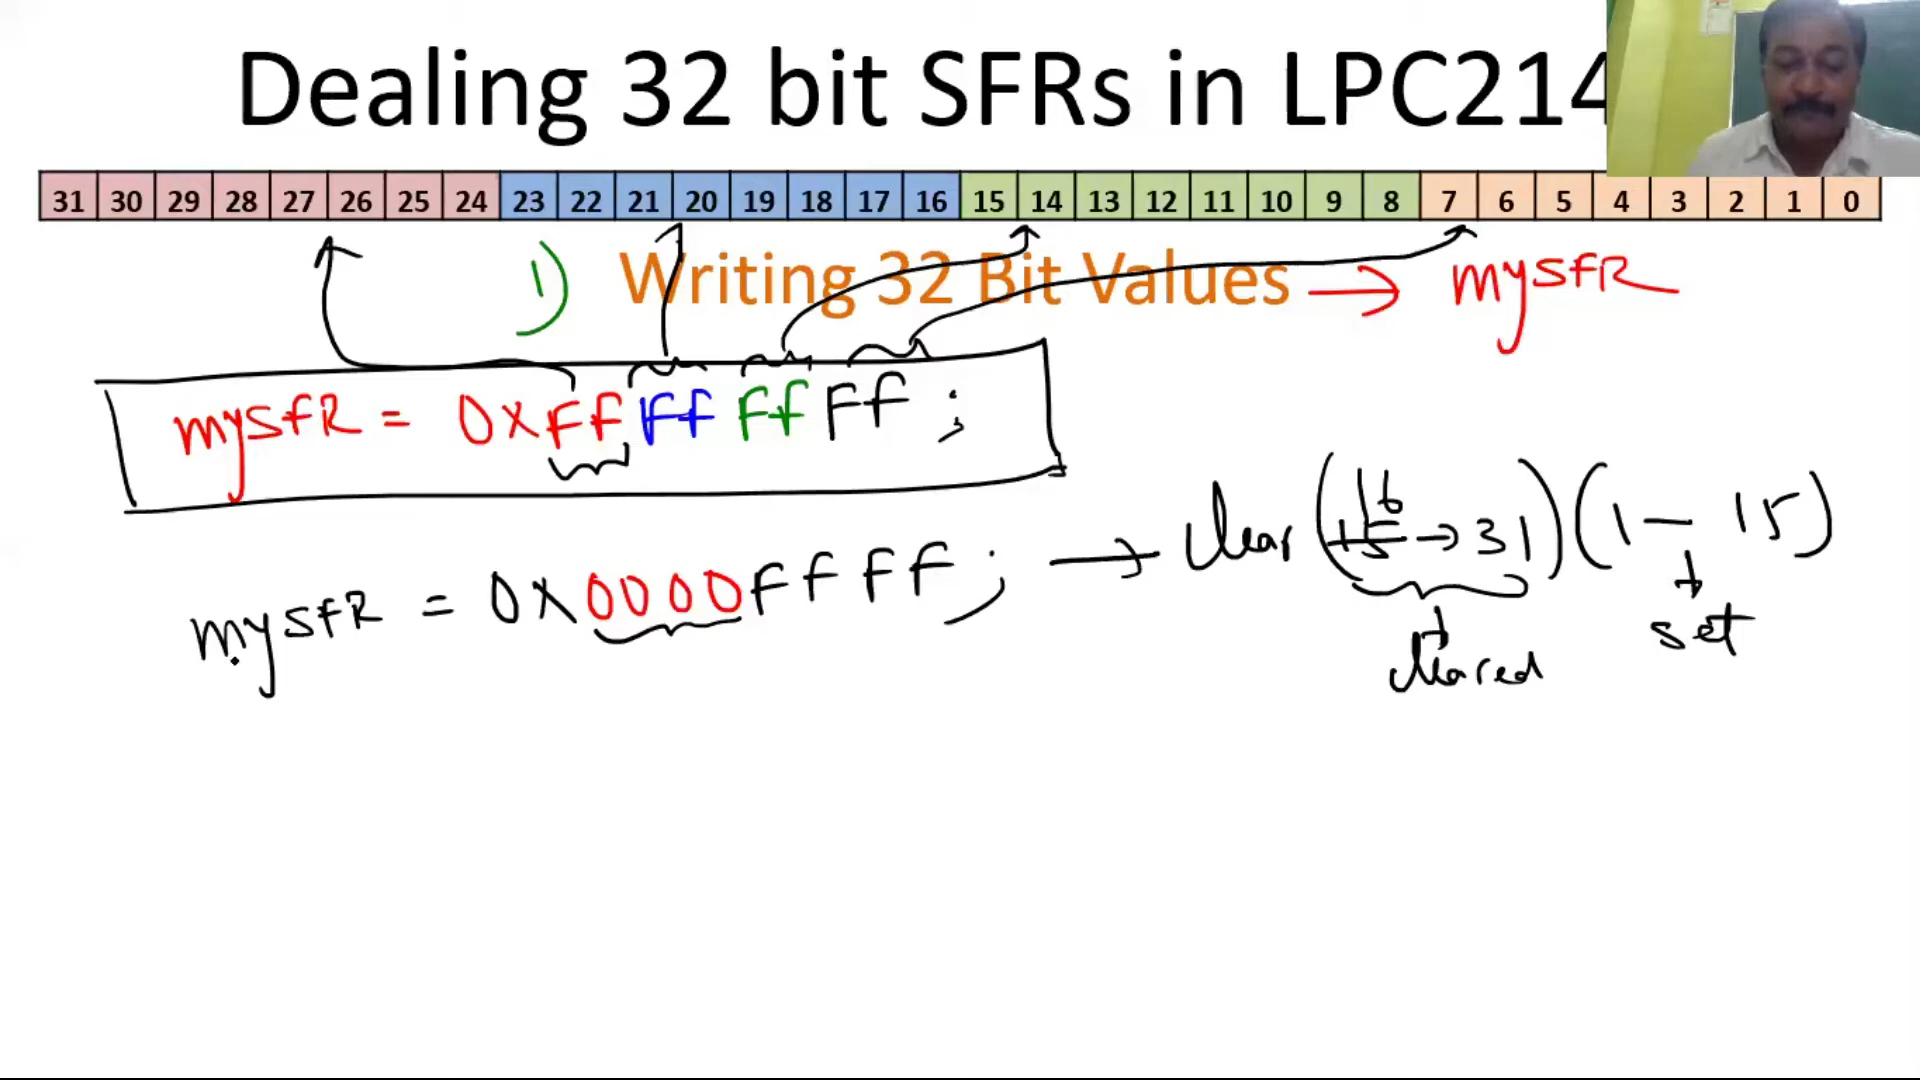 Dealing 32 bit SFRs in LPC214
31 30 29 28 27 26 25 24 23 22 21 20 19 18 17 16 15 14 13 12 11 10 9 8 7 6 5 4 3 2 1 0
1) Writing 32 Bit Values → mysfR
mysfR = 0xFFFFFFFF ;
16
mysfR = 0x0000FFFF ; → clear (15 → 31) (1 — 15)
cleared set